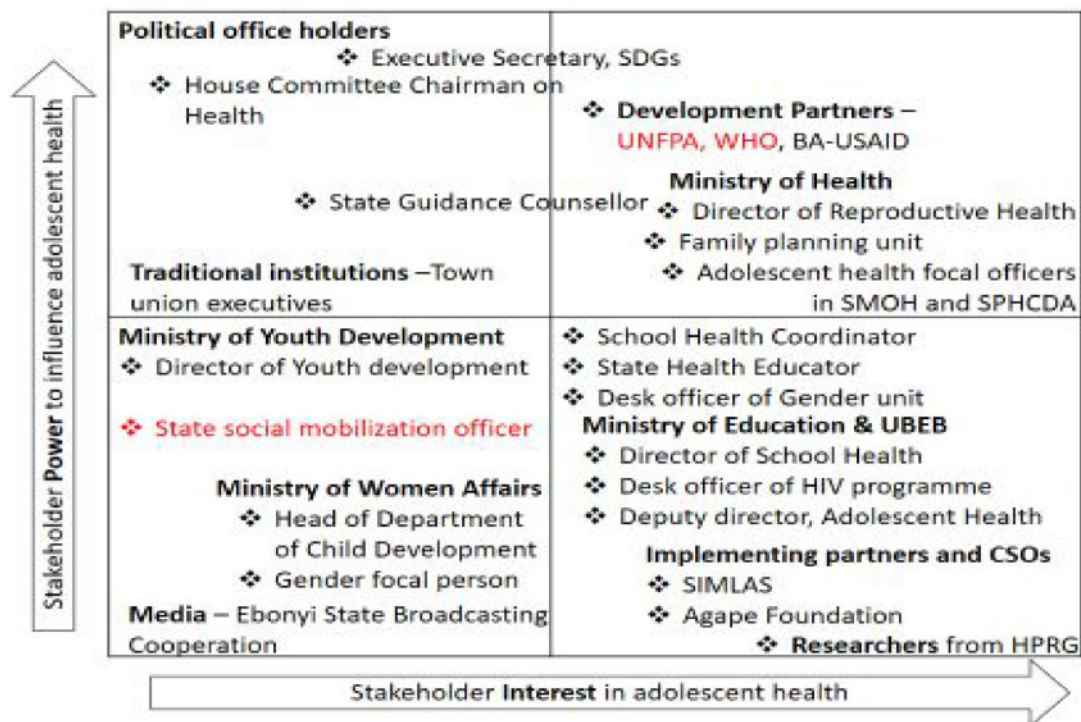 Stakeholder Power to influence adolescent health
Political office holders
❖ Executive Secretary, SDGs
❖ House Committee Chairman on
Health
❖ State Guidance Counsellor
Traditional institutions –Town
union executives
❖ Development Partners –
UNFPA, WHO, BA-USAID
Ministry of Health
❖ Director of Reproductive Health
❖ Family planning unit
❖ Adolescent health focal officers
in SMOH and SPHCDA
Ministry of Youth Development
❖ Director of Youth development
❖ State social mobilization officer
Ministry of Women Affairs
❖ Head of Department
of Child Development
❖ Gender focal person
Media – Ebonyi State Broadcasting
Cooperation
❖ School Health Coordinator
❖ State Health Educator
❖ Desk officer of Gender unit
Ministry of Education & UBEB
❖ Director of School Health
❖ Desk officer of HIV programme
❖ Deputy director, Adolescent Health
Implementing partners and CSOs
❖ SIMLAS
❖ Agape Foundation
❖ Researchers from HPRG
Stakeholder Interest in adolescent health